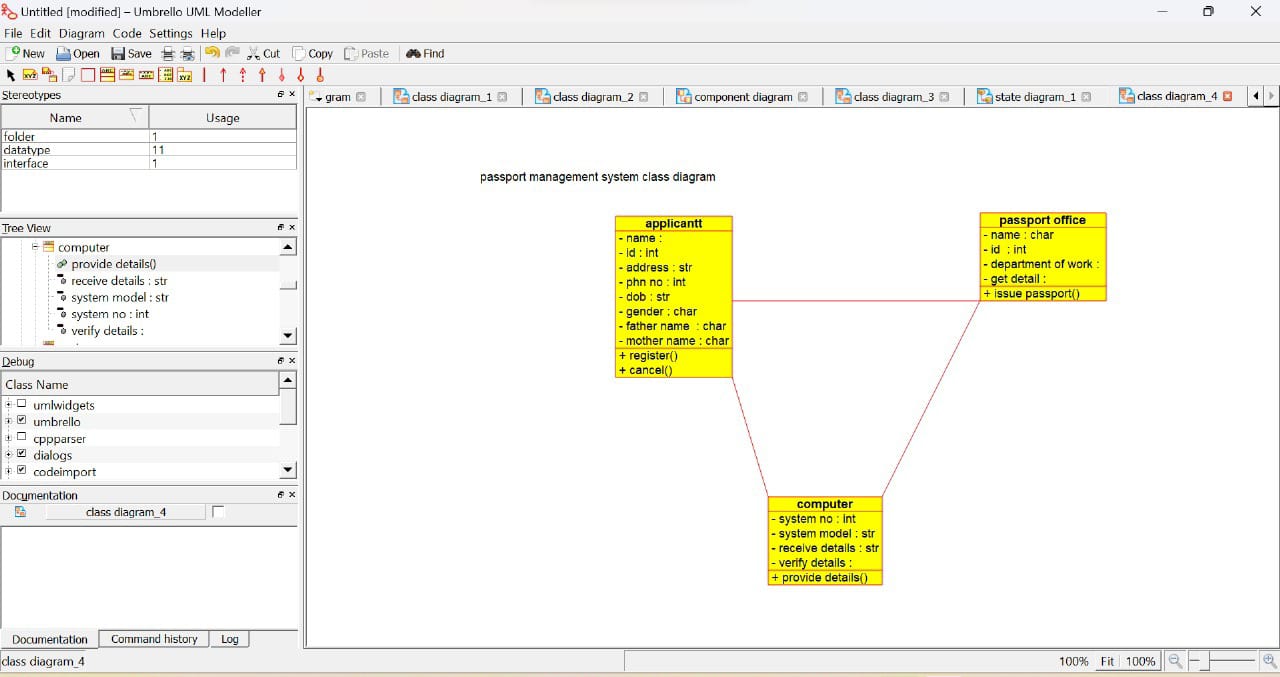 Untitled [modified] – Umbrello UML Modeller
File Edit Diagram Code Settings Help
New Open Save Cut Copy Paste Find
Stereotypes
Name Usage
folder 1
datatype 11
interface 1
Tree View
computer
provide details()
receive details : str
system model : str
system no : int
verify details :
Debug
Class Name
umlwidgets
umbrello
cppparser
dialogs
codeimport
Documentation
class diagram_4
Documentation Command history Log
class diagram_4
gram class diagram_1 class diagram_2 component diagram class diagram_3 state diagram_1 class diagram_4
passport management system class diagram
applicantt
- name :
- id : int
- address : str
- phn no : int
- dob : str
- gender : char
- father name  : char
- mother name : char
+ register()
+ cancel()
passport office
- name : char
- id  : int
- department of work :
- get detail :
+ issue passport()
computer
- system no : int
- system model : str
- receive details : str
- verify details :
+ provide details()
100% Fit 100%